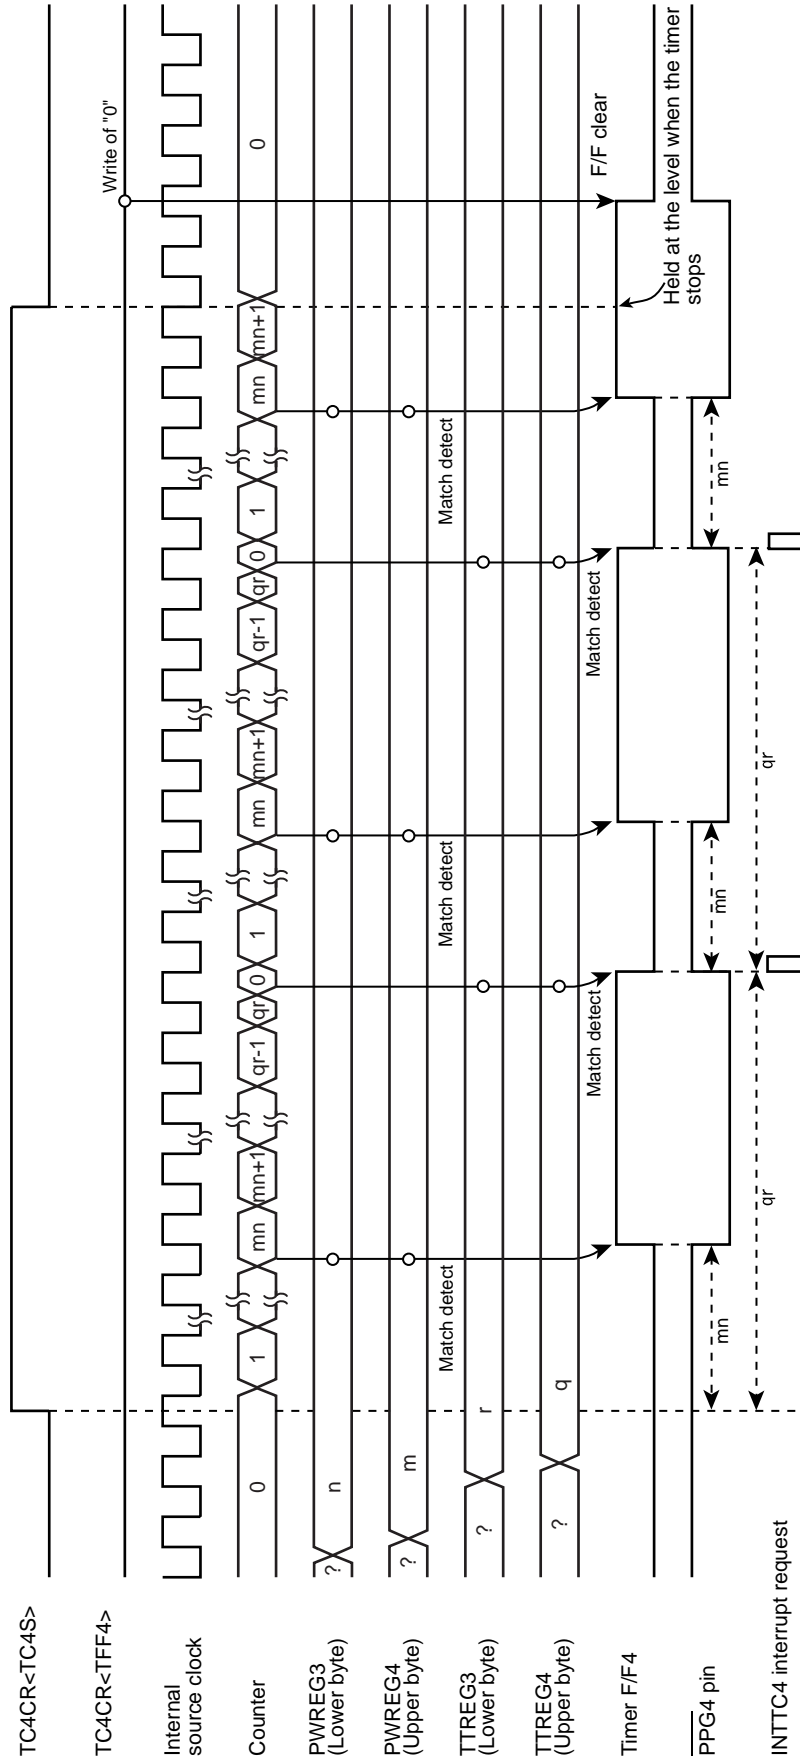 TC4CR<TC4S>
TC4CR<TFF4>
Write of "0"
Internal
source clock
Counter
0
1
mn
mn+1
qr-1
qr
0
1
mn
mn+1
qr-1
qr
0
1
mn
mn+1
0
PWREG3
(Lower byte)
?
n
PWREG4
(Upper byte)
?
m
Match detect
Match detect
Match detect
TTREG3
(Lower byte)
?
r
TTREG4
(Upper byte)
?
q
Match detect
Match detect
F/F clear
Timer F/F4
Held at the level when the timer
stops
PPG4 pin
mn
mn
mn
qr
qr
INTTC4 interrupt request